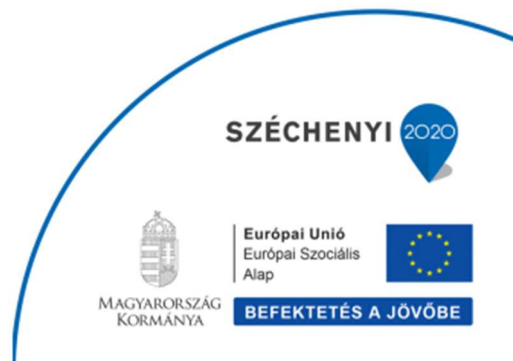 SZÉCHENYI 2020
Európai Unió
Európai Szociális
Alap
MAGYARORSZÁG
KORMÁNYA
BEFEKTETÉS A JÖVŐBE